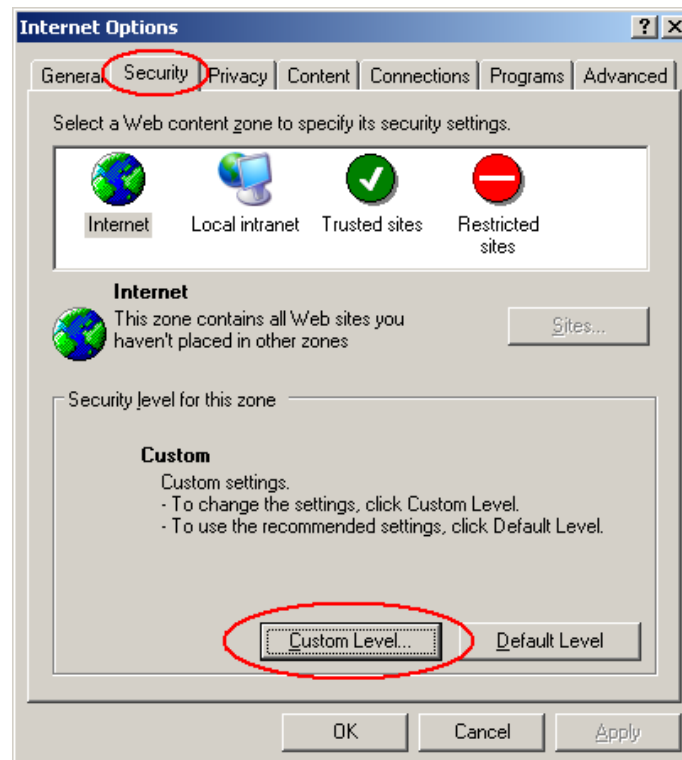 Internet Options
General Security Privacy Content Connections Programs Advanced
Select a Web content zone to specify its security settings.
Internet Local intranet Trusted sites Restricted
sites
Internet
This zone contains all Web sites you
haven't placed in other zones
Sites...
Security level for this zone
Custom
Custom settings.
- To change the settings, click Custom Level.
- To use the recommended settings, click Default Level.
Custom Level... Default Level
OK Cancel Apply